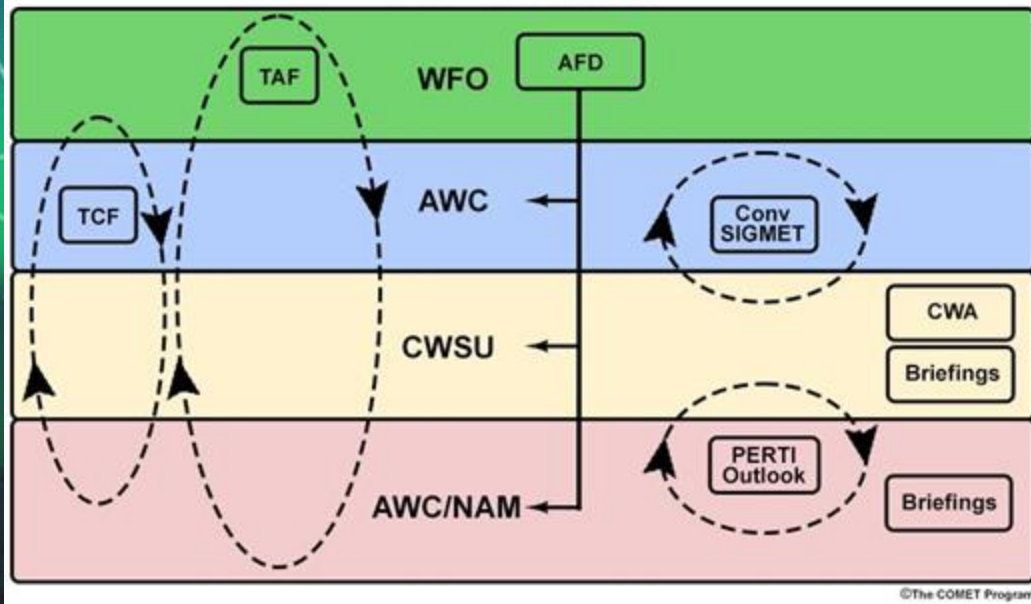 TAF
WFO
AFD
TCF
AWC
Conv
SIGMET
CWSU
CWA
Briefings
AWC/NAM
PERTI
Outlook
Briefings
©The COMET Program